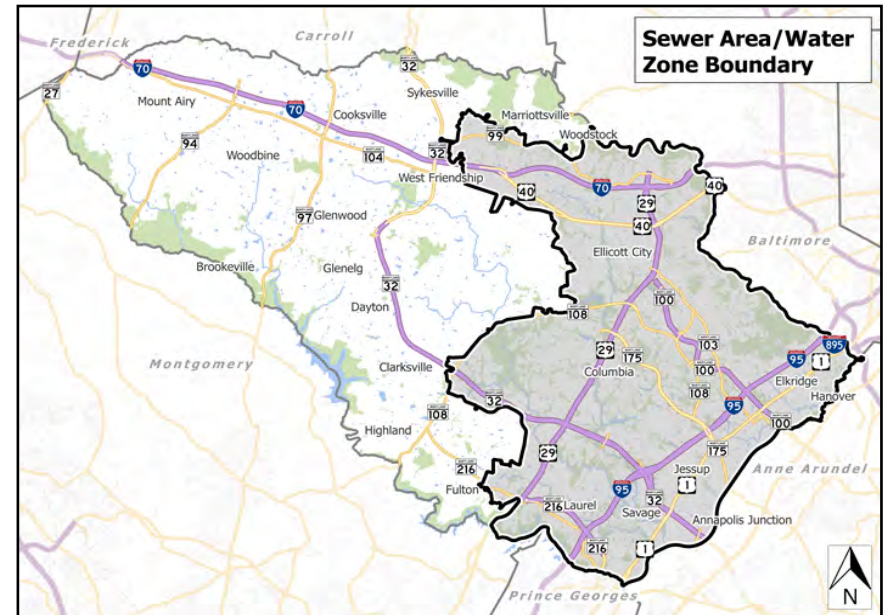 Sewer Area/Water
Zone Boundary
Frederick
Carroll
70
32
Sykesville
27
Mount Airy
70
Cooksville
Marriottsville
Woodstock
99
94
Woodbine
104
32
West Friendship
40
70
40
29
97
Glenwood
40
Ellicott City
Baltimore
Brookeville
Glenelg
32
Dayton
100
108
103
895
29
175
95
1
Montgomery
Clarksville
Columbia
100
Elkridge
108
Hanover
32
95
108
100
Highland
29
175
216
Jessup
Anne Arundel
Fulton
95
1
32
216
Laurel
Savage
Annapolis Junction
216
1
Prince Georges
N